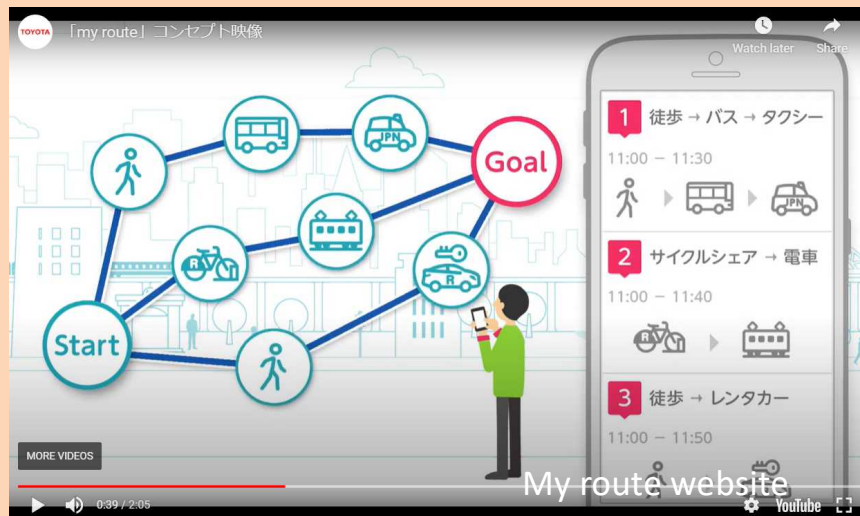 TOYOTA
「my route」コンセプト映像
Watch later
Share
JPN
Goal
R
R
Start
1 徒歩 → バス → タクシー
11:00 − 11:30
JPN
2 サイクルシェア → 電車
11:00 − 11:40
R
3 徒歩 → レンタカー
11:00 − 11:50
MORE VIDEOS
My route website
0:39 / 2:05
YouTube